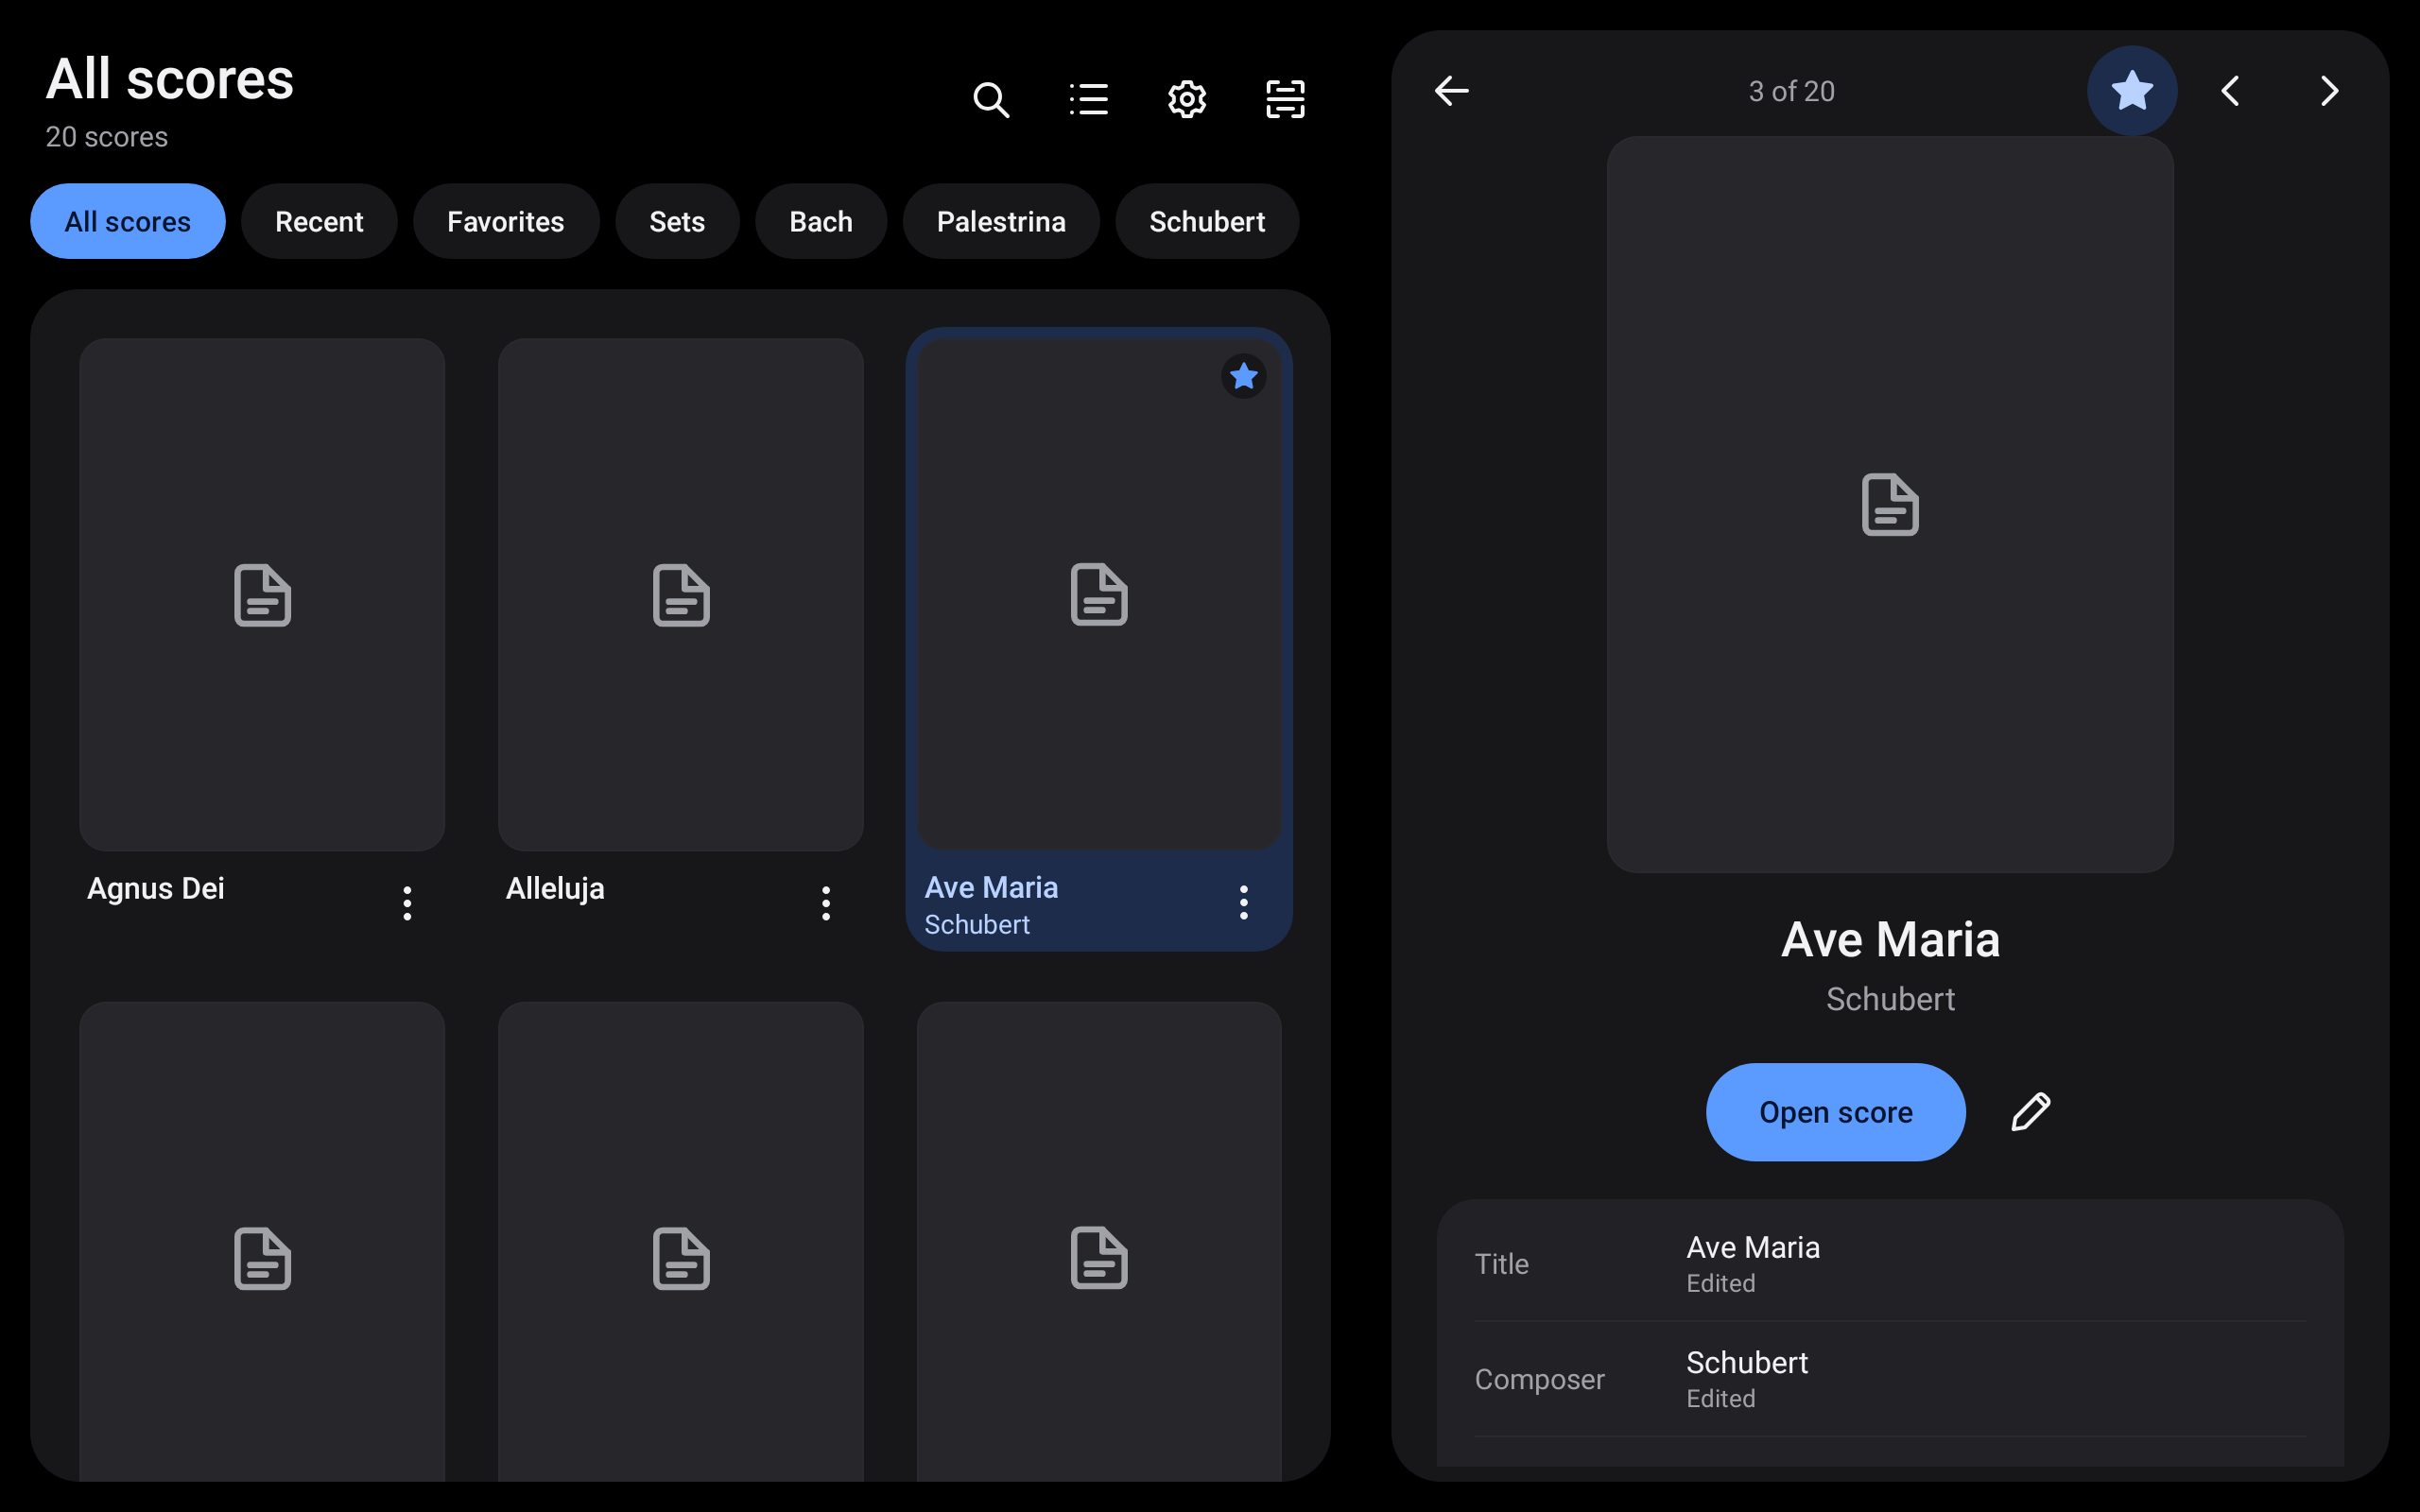 All scores
20 scores
All scores
Recent
Favorites
Sets
Bach
Palestrina
Schubert
Agnus Dei
Alleluja
Ave Maria
Schubert
3 of 20
Ave Maria
Schubert
Open score
Title
Ave Maria
Edited
Composer
Schubert
Edited